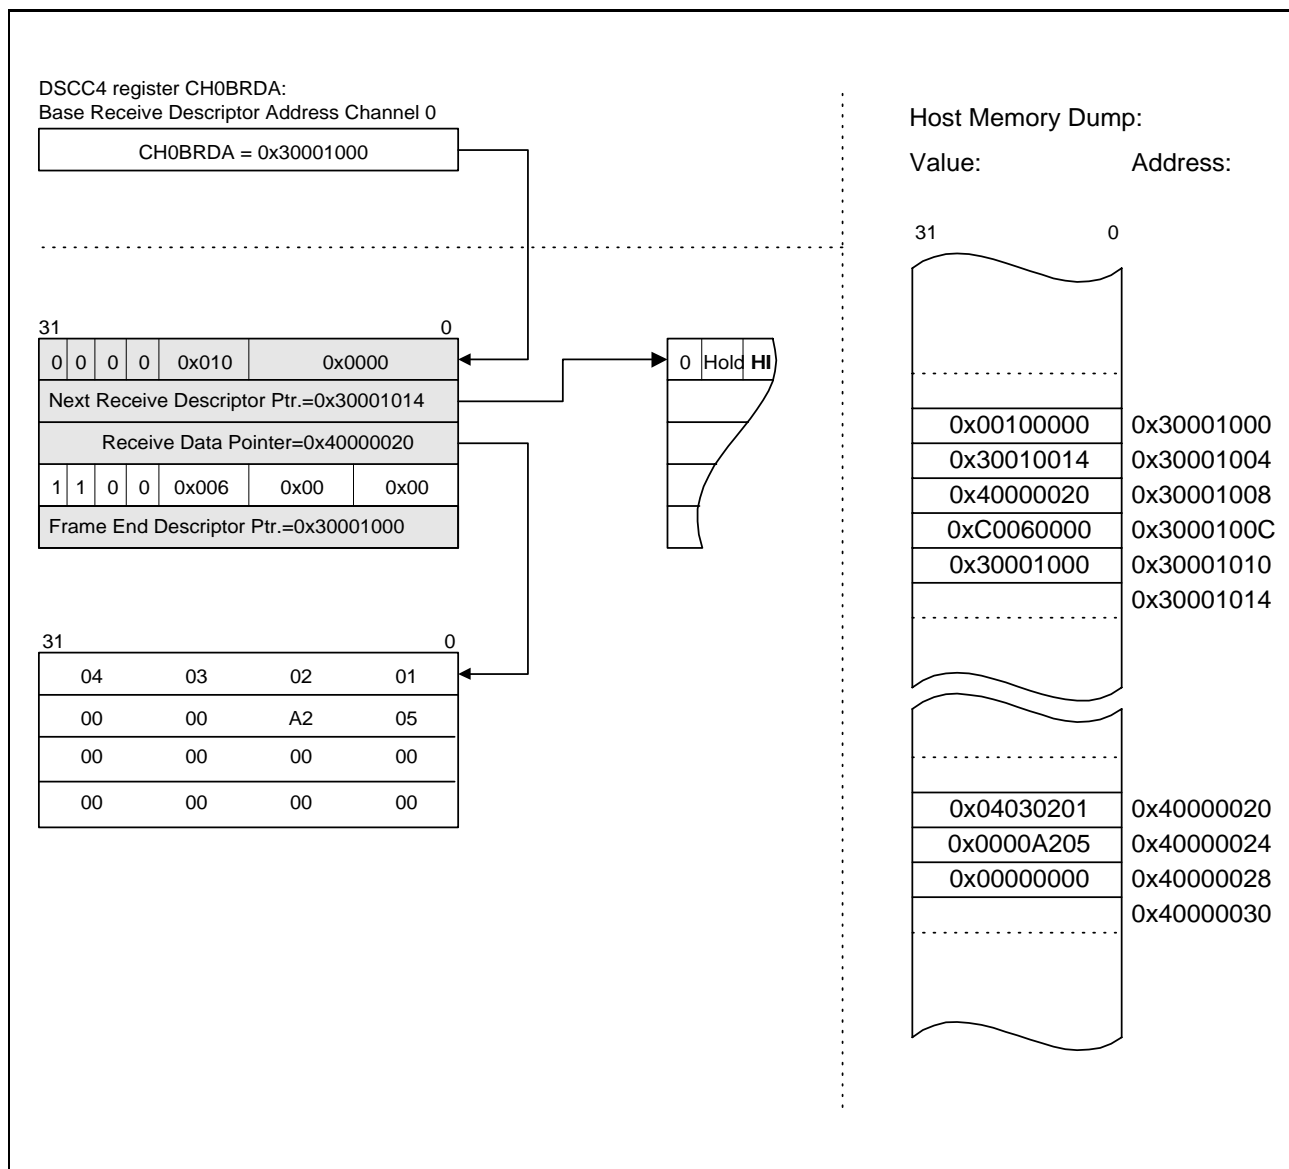 DSCC4 register CH0BRDA:
Base Receive Descriptor Address Channel 0
CH0BRDA = 0x30001000
31 0
0 0 0 0 0x010 0x0000
Next Receive Descriptor Ptr.=0x30001014
Receive Data Pointer=0x40000020
1 1 0 0 0x006 0x00 0x00
Frame End Descriptor Ptr.=0x30001000
0 Hold HI
31 0
04 03 02 01
00 00 A2 05
00 00 00 00
00 00 00 00
Host Memory Dump:
Value: Address:
31 0
0x00100000 0x30001000
0x30010014 0x30001004
0x40000020 0x30001008
0xC0060000 0x3000100C
0x30001000 0x30001010
0x30001014
0x04030201 0x40000020
0x0000A205 0x40000024
0x00000000 0x40000028
0x40000030